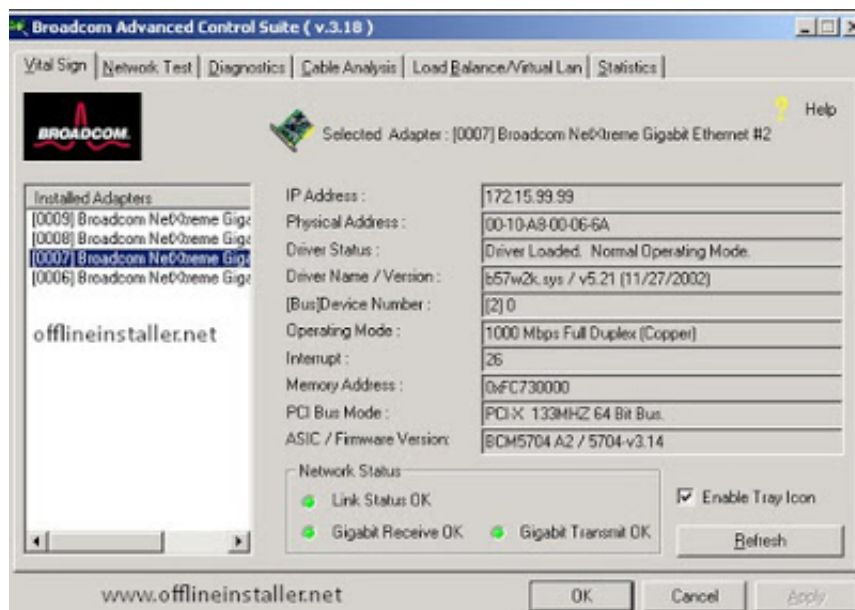 Broadcom Advanced Control Suite ( v.3.18 )
Vital Sign Network Test Diagnostics Cable Analysis Load Balance/Virtual Lan Statistics
BROADCOM.
Help
Selected Adapter : [0007] Broadcom NetXtreme Gigabit Ethernet #2
Installed Adapters
[0009] Broadcom NetXtreme Giga
[0008] Broadcom NetXtreme Giga
[0007] Broadcom NetXtreme Giga
[0006] Broadcom NetXtreme Giga
offlineinstaller.net
IP Address : 172.15.99.99
Physical Address : 00-10-A8-00-06-6A
Driver Status : Driver Loaded. Normal Operating Mode.
Driver Name / Version : b57w2k.sys / v5.21 (11/27/2002)
[Bus]Device Number : [2] 0
Operating Mode : 1000 Mbps Full Duplex (Copper)
Interrupt : 26
Memory Address : 0xFC730000
PCI Bus Mode : PCI-X 133MHZ 64 Bit Bus.
ASIC / Firmware Version: BCM5704 A2 / 5704-v3.14
Network Status
Link Status OK
Gigabit Receive OK Gigabit Transmit OK
Enable Tray Icon
Refresh
www.offlineinstaller.net
OK Cancel Apply